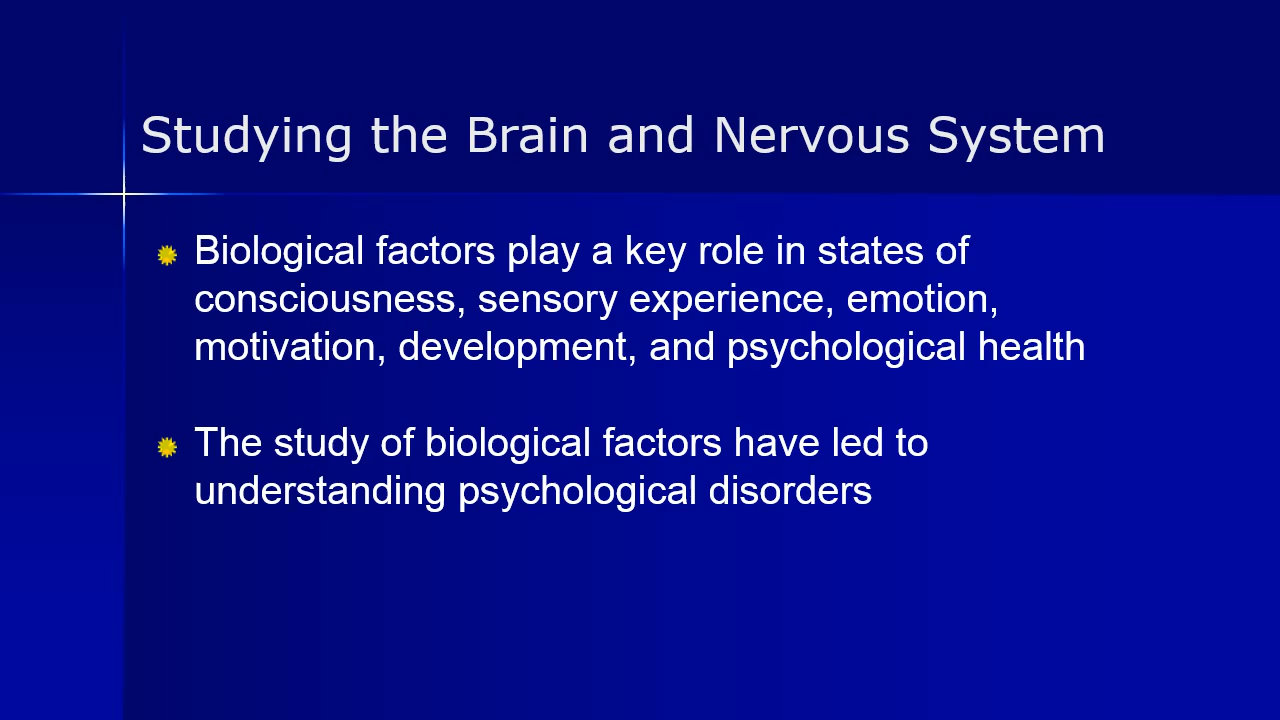 Studying the Brain and Nervous System
Biological factors play a key role in states of
consciousness, sensory experience, emotion,
motivation, development, and psychological health
The study of biological factors have led to
understanding psychological disorders